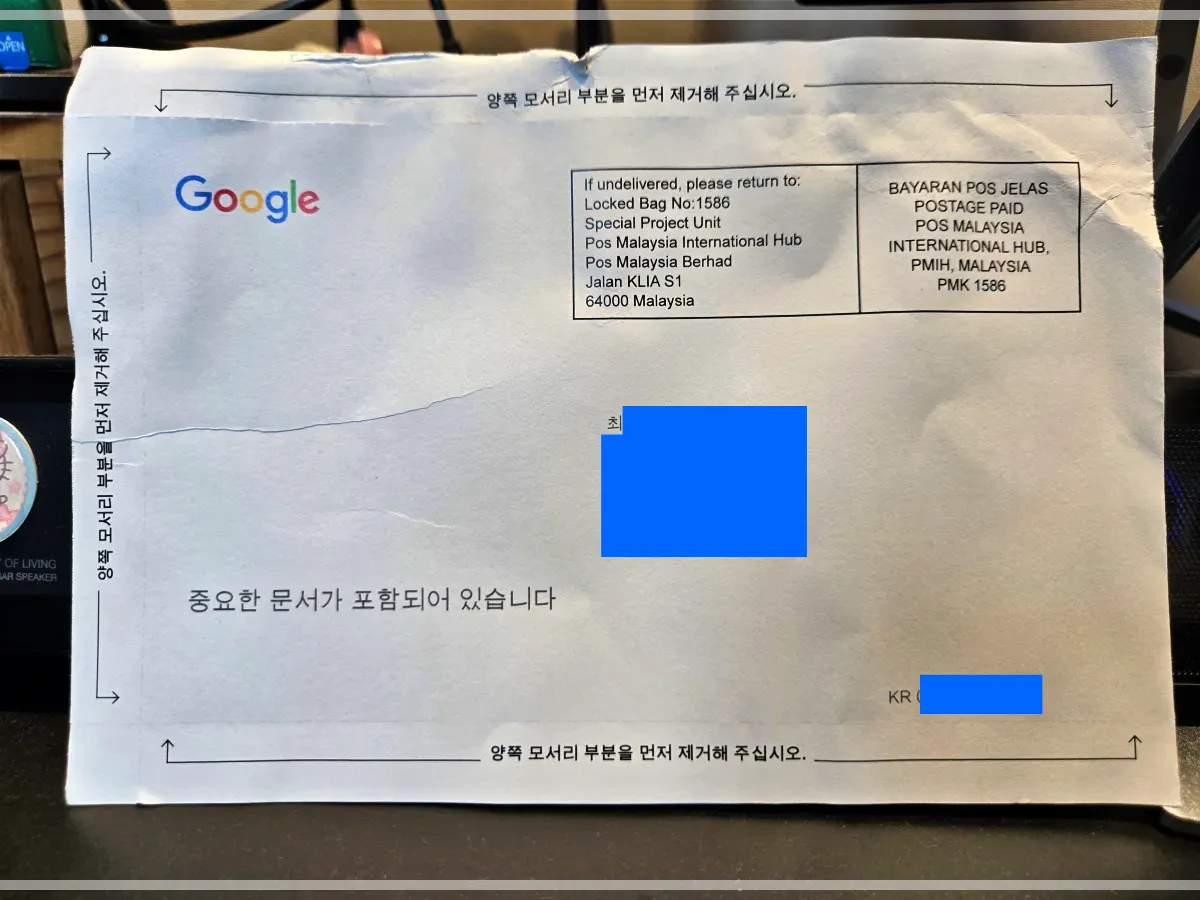 OPEN
양쪽 모서리 부분을 먼저 제거해 주십시오.
양쪽 모서리 부분을 먼저 제거해 주십시오.
Google
If undelivered, please return to:
Locked Bag No:1586
Special Project Unit
Pos Malaysia International Hub
Pos Malaysia Berhad
Jalan KLIA S1
64000 Malaysia
BAYARAN POS JELAS
POSTAGE PAID
POS MALAYSIA
INTERNATIONAL HUB,
PMIH, MALAYSIA
PMK 1586
최
OF LIVING
SPEAKER
중요한 문서가 포함되어 있습니다
KR
양쪽 모서리 부분을 먼저 제거해 주십시오.